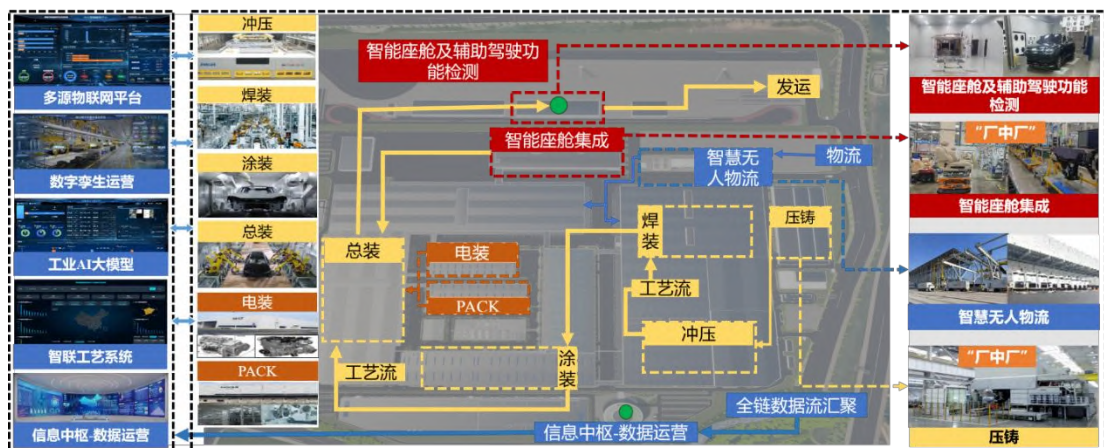 多源物联网平台
数字孪生运营
工业AI大模型
智联工艺系统
信息中枢-数据运营
冲压
焊装
涂装
总装
电装
PACK
智能座舱及辅助驾驶功
能检测
发运
智能座舱集成
智慧无
人物流
物流
总装
电装
PACK
焊
装
压铸
工艺流
冲压
涂
装
工艺流
全链数据流汇聚
信息中枢-数据运营
智能座舱及辅助驾驶功能
检测
“厂中厂”
智能座舱集成
智慧无人物流
“厂中厂”
压铸